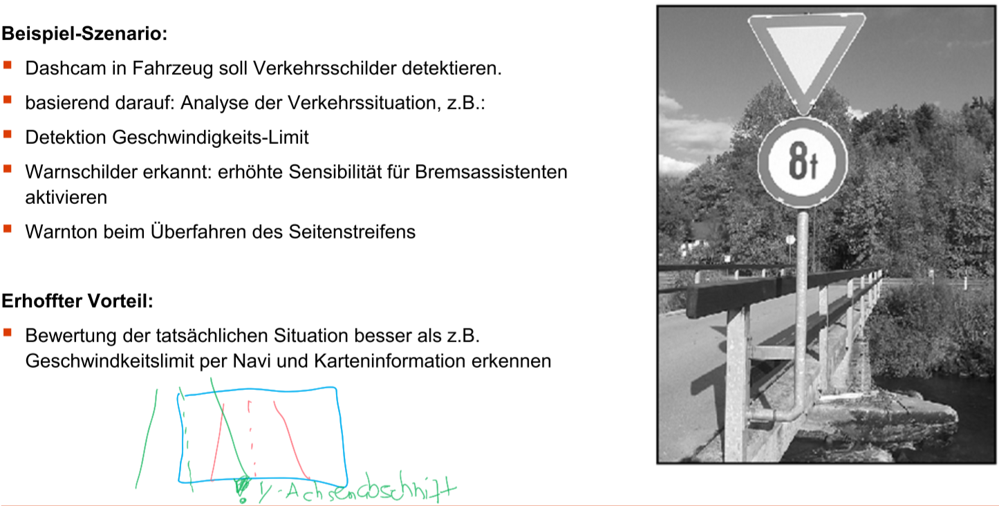 Beispiel-Szenario:
Dashcam in Fahrzeug soll Verkehrsschilder detektieren.
basierend darauf: Analyse der Verkehrssituation, z.B.:
Detektion Geschwindigkeits-Limit
Warnschilder erkannt: erhöhte Sensibilität für Bremsassistenten
aktivieren
Warnton beim Überfahren des Seitenstreifens
Erhoffter Vorteil:
Bewertung der tatsächlichen Situation besser als z.B.
Geschwindkeitslimit per Navi und Karteninformation erkennen
! y-Achsenabschnitt
8t